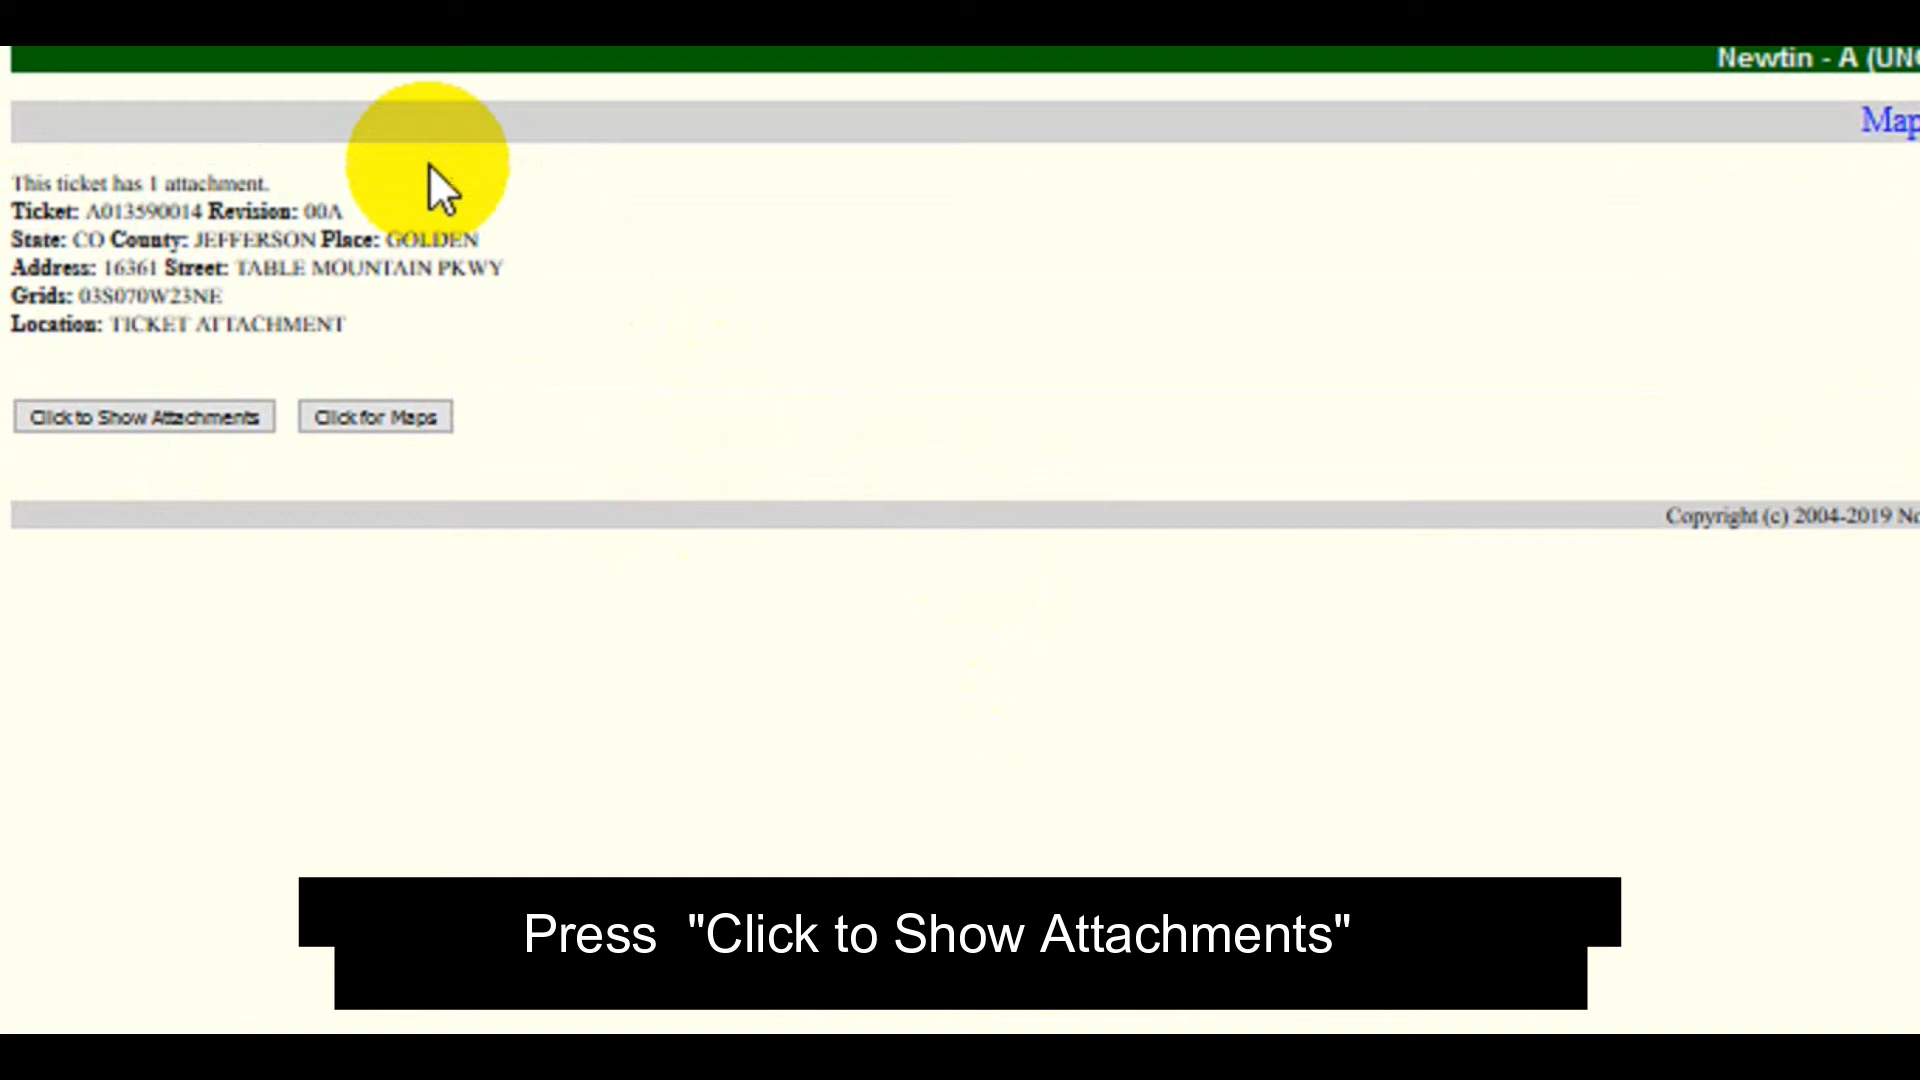 Newtin - A (UN
Map
This ticket has 1 attachment.
Ticket: A013590014 Revision: 00A
State: CO County: JEFFERSON Place: GOLDEN
Address: 16361 Street: TABLE MOUNTAIN PKWY
Grids: 03S070W23NE
Location: TICKET ATTACHMENT
Click to Show Attachments Click for Maps
Copyright (c) 2004-2019 No
Press "Click to Show Attachments"